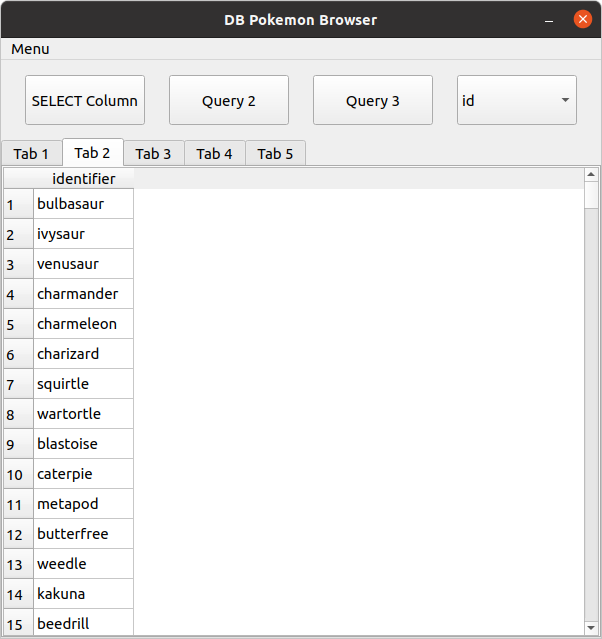 DB Pokemon Browser
Menu
SELECT Column Query 2 Query 3 id
Tab 1 Tab 2 Tab 3 Tab 4 Tab 5
identifier
1 bulbasaur
2 ivysaur
3 venusaur
4 charmander
5 charmeleon
6 charizard
7 squirtle
8 wartortle
9 blastoise
10 caterpie
11 metapod
12 butterfree
13 weedle
14 kakuna
15 beedrill